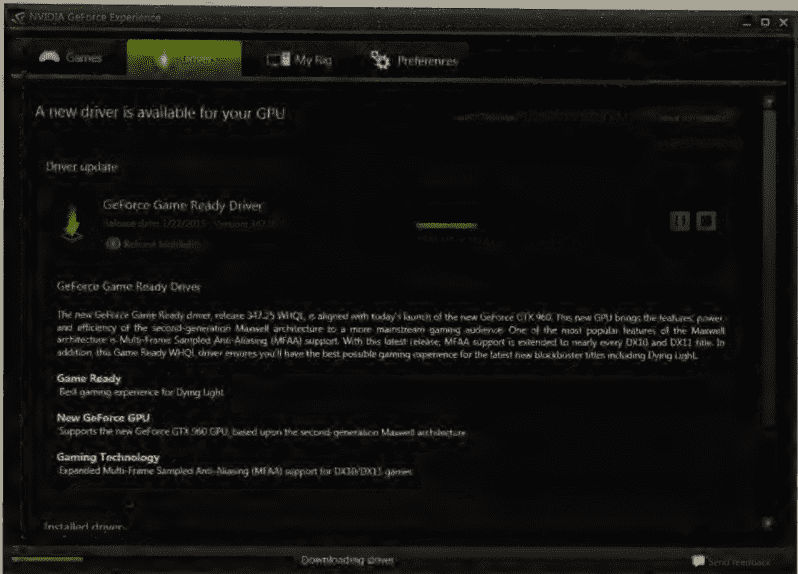 NVIDIA GeForce Experience
Games
Drivers
My Rig
Preferences
A new driver is available for your GPU
Driver update
GeForce Game Ready Driver
Release date: 1/22/2015
Release highlights
GeForce Game Ready Driver
The new GeForce Game Ready driver, release 347.25 WHQL, is aligned with today's launch of the new GeForce GTX 960. This new GPU brings the features, power,
and efficiency of the second-generation Maxwell architecture to a more mainstream gaming audience. One of the most popular features of the Maxwell
architecture is Multi-Frame Sampled Anti-Aliasing (MFAA) support. With this latest release, MFAA support is extended to nearly every DX10 and DX11 title. In
addition, this Game Ready WHQL driver ensures you'll have the best possible gaming experience for the latest new blockbuster titles including Dying Light.
Game Ready
Best gaming experience for Dying Light
New GeForce GPU
Supports the new GeForce GTX 960 GPU, based upon the second-generation Maxwell architecture
Gaming Technology
Expanded Multi-Frame Sampled Anti-Aliasing (MFAA) support for DX10/DX11 games
Installed driver
Downloading driver
Send feedback